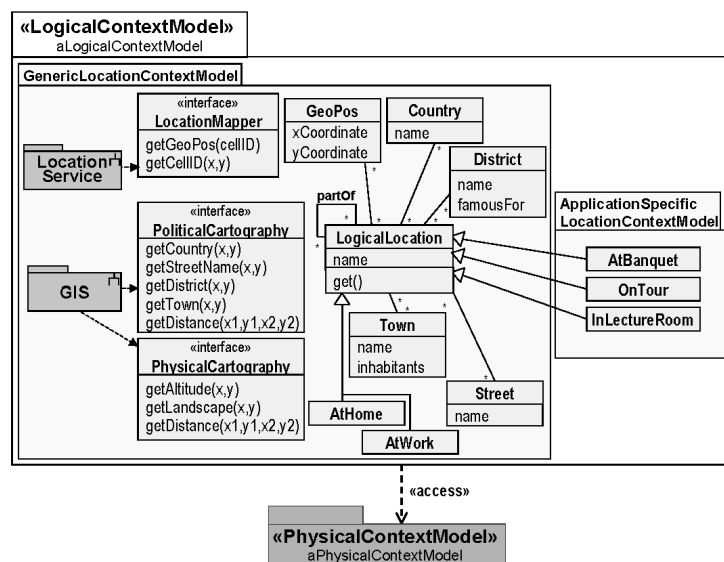 «LogicalContextModel»
aLogicalContextModel
GenericLocationContextModel
«interface»
LocationMapper
getGeoPos(cellID)
getCellID(x,y)
GeoPos
xCoordinate
yCoordinate
Country
name
District
name
famousFor
Location
Service
partOf
ApplicationSpecific
LocationContextModel
«interface»
PoliticalCartography
getCountry(x,y)
getStreetName(x,y)
getDistrict(x,y)
getTown(x,y)
getDistance(x1,y1,x2,y2)
LogicalLocation
name
get()
AtBanquet
OnTour
InLectureRoom
GIS
«interface»
PhysicalCartography
getAltitude(x,y)
getLandscape(x,y)
getDistance(x1,y1,x2,y2)
Town
name
inhabitants
Street
name
AtHome
AtWork
«access»
«PhysicalContextModel»
aPhysicalContextModel